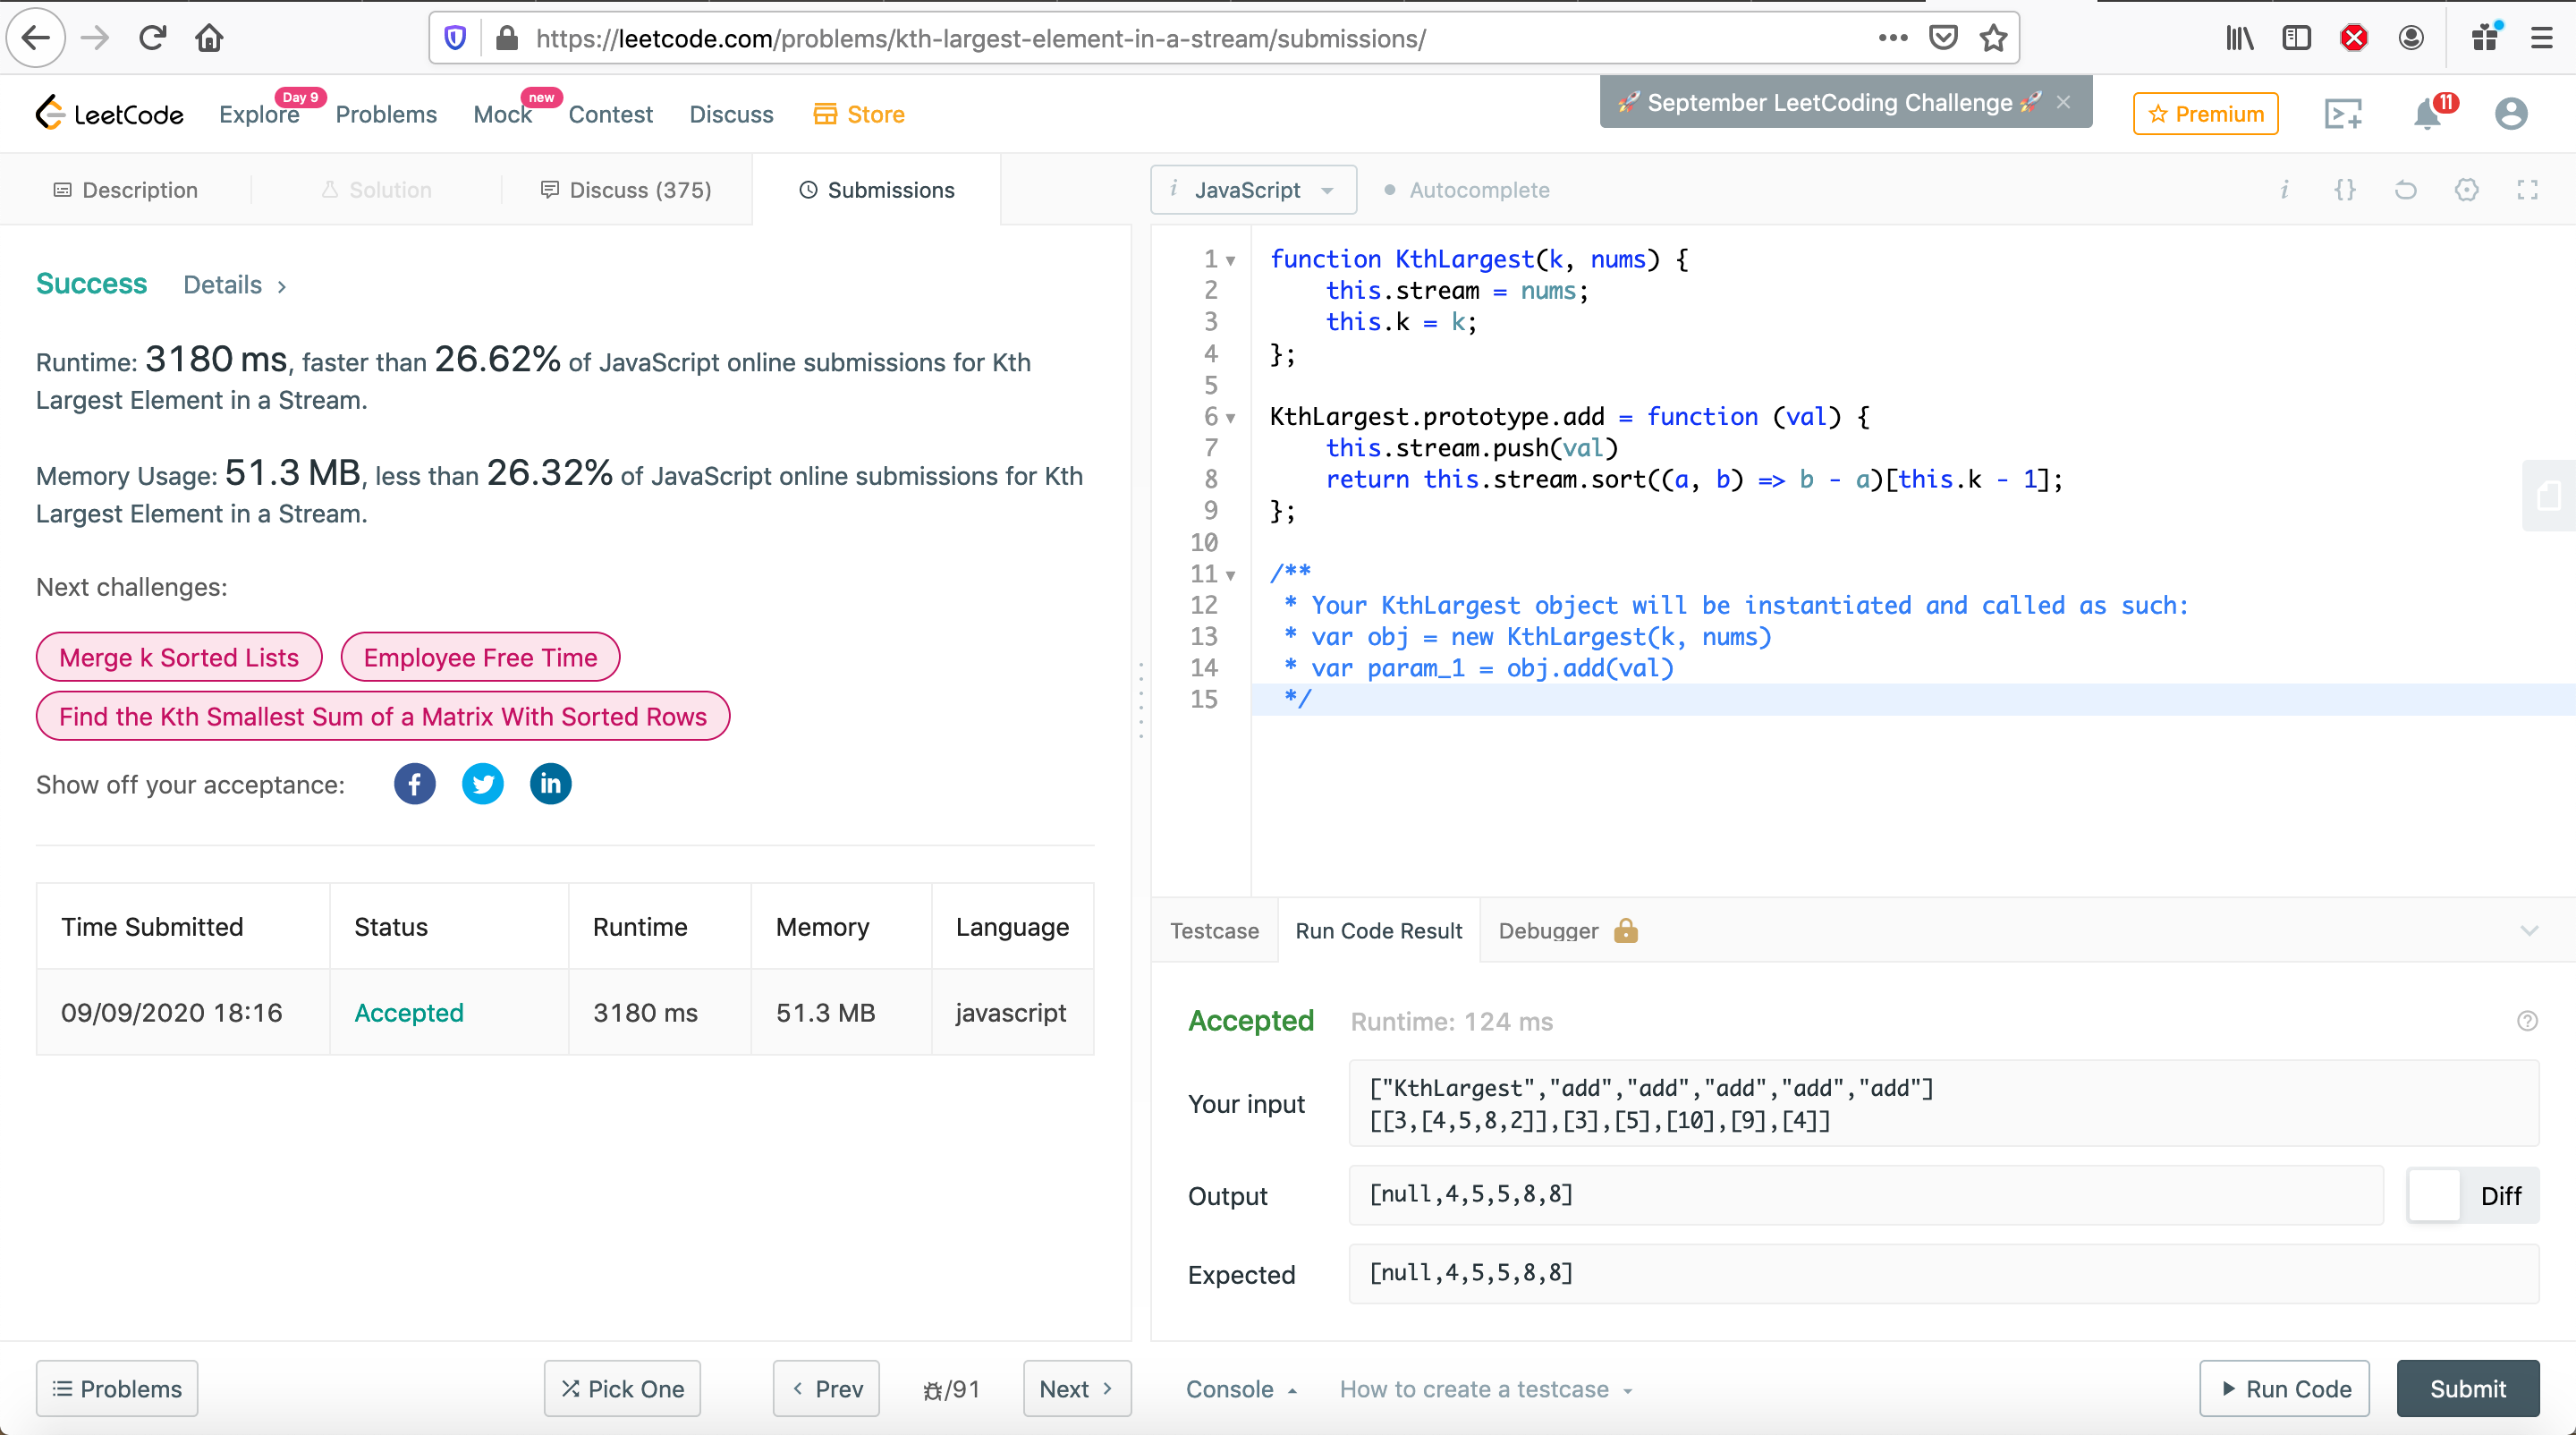 https://leetcode.com/problems/kth-largest-element-in-a-stream/submissions/
LeetCode
Explore
Day 9
Problems
Mock
new
Contest
Discuss
Store
🚀 September LeetCoding Challenge 🚀 ×
Premium
11
Description
Solution
Discuss (375)
Submissions
i JavaScript
Autocomplete
Success Details >
Runtime: 3180 ms, faster than 26.62% of JavaScript online submissions for Kth
Largest Element in a Stream.
Memory Usage: 51.3 MB, less than 26.32% of JavaScript online submissions for Kth
Largest Element in a Stream.
Next challenges:
Merge k Sorted Lists
Employee Free Time
Find the Kth Smallest Sum of a Matrix With Sorted Rows
Show off your acceptance:
Time Submitted Status Runtime Memory Language
09/09/2020 18:16 Accepted 3180 ms 51.3 MB javascript
Problems
Pick One
< Prev
/91
Next >
1 function KthLargest(k, nums) {
2 this.stream = nums;
3 this.k = k;
4 };
5
6 KthLargest.prototype.add = function (val) {
7 this.stream.push(val)
8 return this.stream.sort((a, b) => b - a)[this.k - 1];
9 };
10
11 /**
12 * Your KthLargest object will be instantiated and called as such:
13 * var obj = new KthLargest(k, nums)
14 * var param_1 = obj.add(val)
15 */
Testcase
Run Code Result
Debugger
Accepted Runtime: 124 ms
Your input
["KthLargest","add","add","add","add","add"]
[[3,[4,5,8,2]],[3],[5],[10],[9],[4]]
Output
[null,4,5,5,8,8]
Diff
Expected
[null,4,5,5,8,8]
Console
How to create a testcase
Run Code
Submit